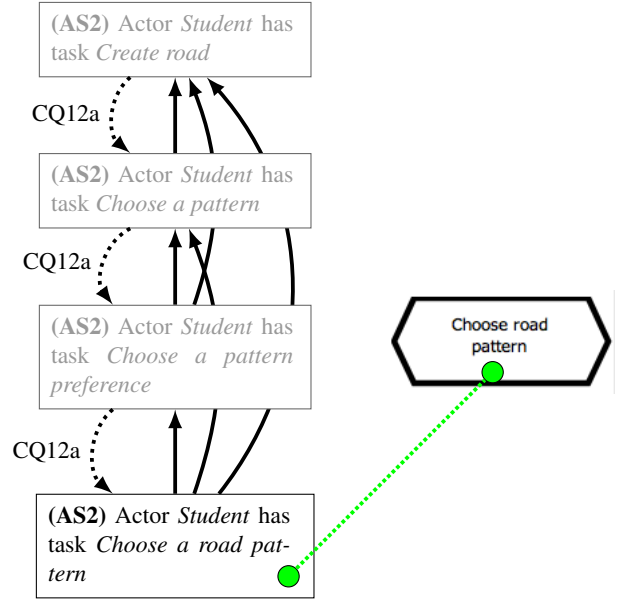 (AS2) Actor Student has
task Create road
CQ12a
(AS2) Actor Student has
task Choose a pattern
CQ12a
(AS2) Actor Student has
task Choose a pattern
preference
Choose road
pattern
CQ12a
(AS2) Actor Student has
task Choose a road pat-
tern